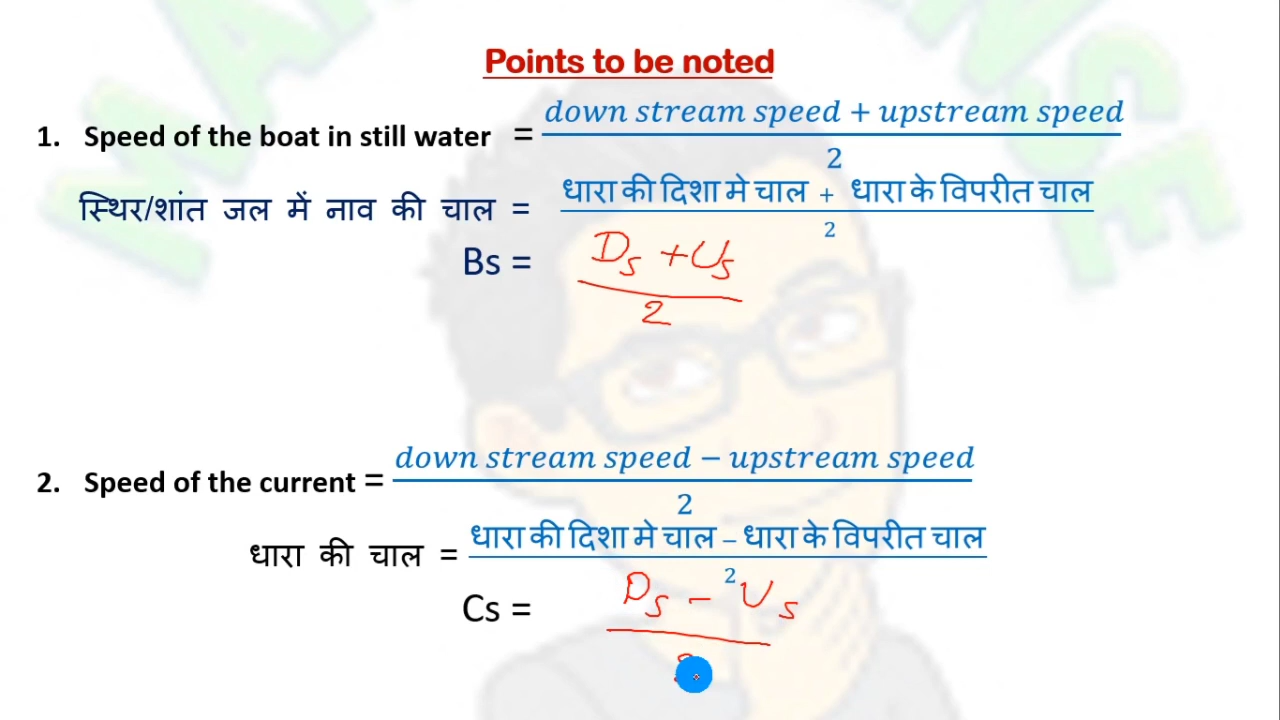 Points to be noted
1. Speed of the boat in still water = down stream speed + upstream speed
2
स्थिर/शांत जल में नाव की चाल = धारा की दिशा मे चाल + धारा के विपरीत चाल
2
Bs = Ds + Us
2
2. Speed of the current = down stream speed − upstream speed
2
धारा की चाल = धारा की दिशा मे चाल – धारा के विपरीत चाल
2
Cs = Ds - Us